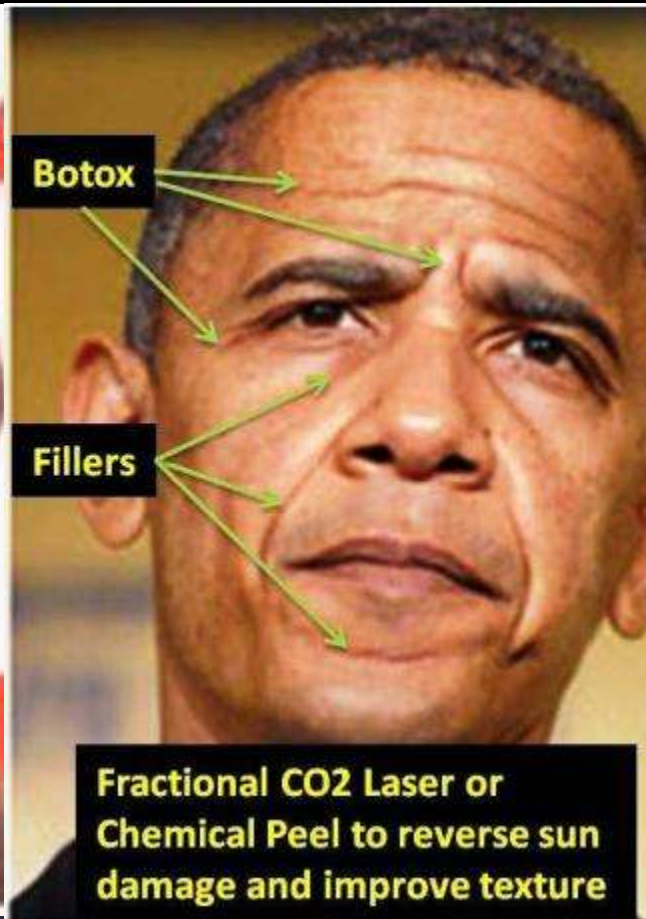 Botox
Fillers
Fractional CO2 Laser or
Chemical Peel to reverse sun
damage and improve texture